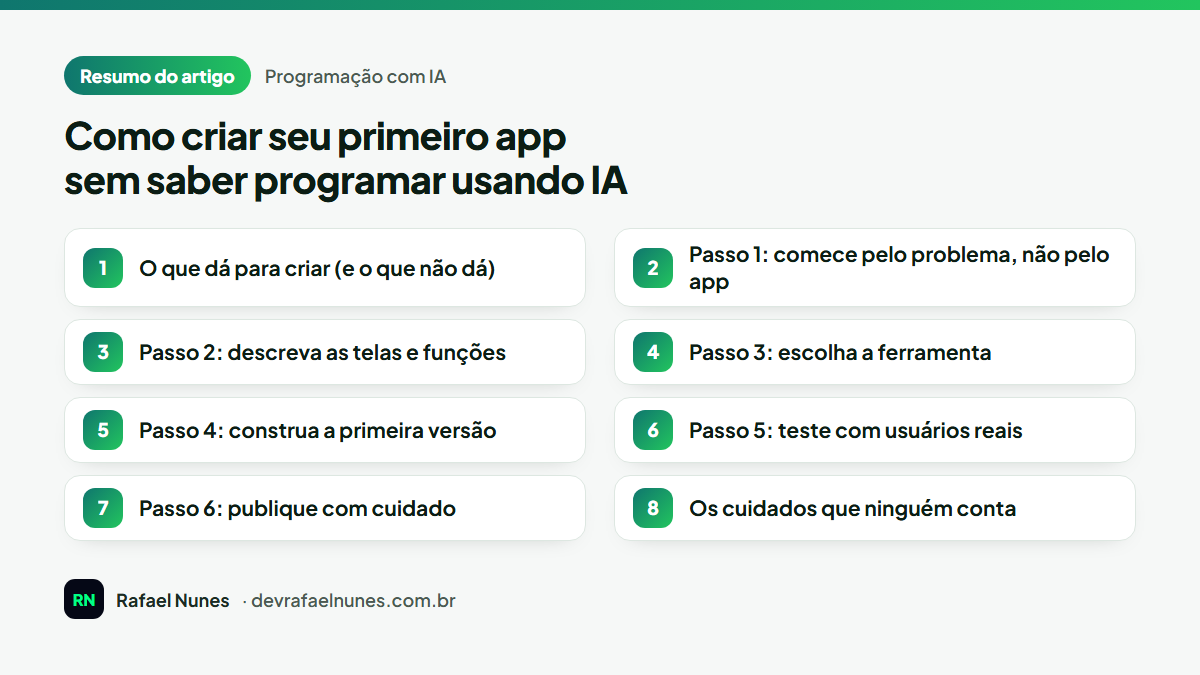 Resumo do artigo
Programação com IA
Como criar seu primeiro app
sem saber programar usando IA
1
O que dá para criar (e o que não dá)
2
Passo 1: comece pelo problema, não pelo
app
3
Passo 2: descreva as telas e funções
4
Passo 3: escolha a ferramenta
5
Passo 4: construa a primeira versão
6
Passo 5: teste com usuários reais
7
Passo 6: publique com cuidado
8
Os cuidados que ninguém conta
RN
Rafael Nunes · devrafaelnunes.com.br